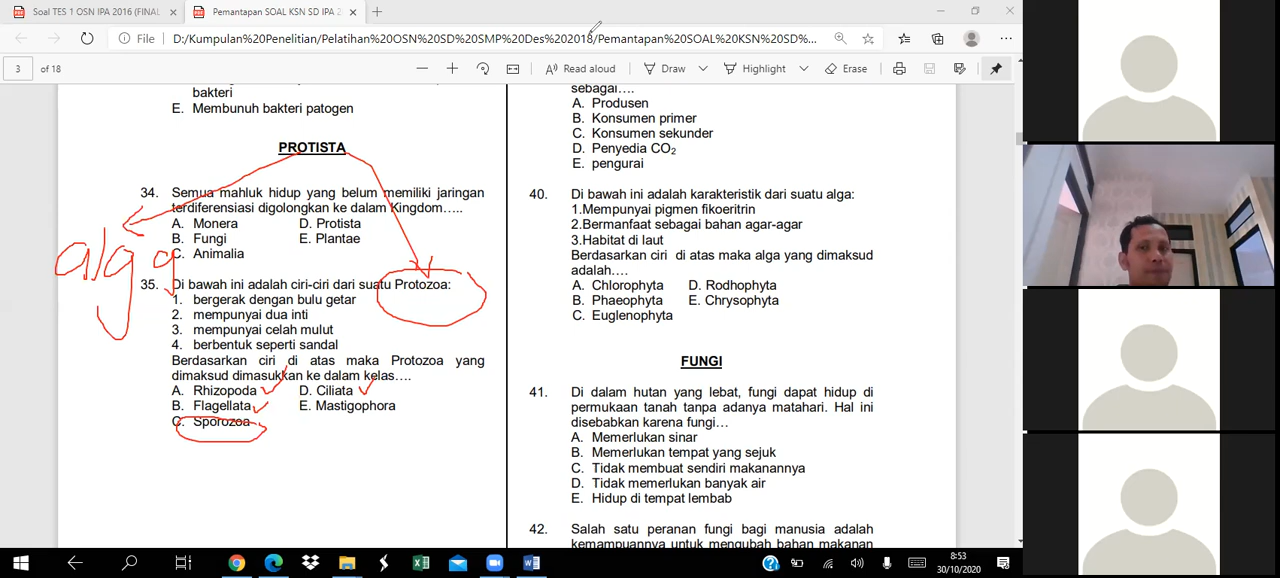 Soal TES 1 OSN IPA 2016 (FINAL
Pemantapan SOAL KSN SD IPA 2
File
D:/Kumpulan%20Penelitian/Pelatihan%20OSN%20SD%20SMP%20Des%202018/Pemantapan%20SOAL%20KSN%20SD%...
3 of 18
Read aloud
Draw
Highlight
Erase
bakteri
E. Membunuh bakteri patogen
PROTISTA
34. Semua mahluk hidup yang belum memiliki jaringan
terdiferensiasi digolongkan ke dalam Kingdom.....
A. Monera D. Protista
B. Fungi E. Plantae
C. Animalia
alga
35. Di bawah ini adalah ciri-ciri dari suatu Protozoa:
1. bergerak dengan bulu getar
2. mempunyai dua inti
3. mempunyai celah mulut
4. berbentuk seperti sandal
Berdasarkan ciri di atas maka Protozoa yang
dimaksud dimasukkan ke dalam kelas....
A. Rhizopoda D. Ciliata
B. Flagellata E. Mastigophora
C. Sporozoa
sebagai....
A. Produsen
B. Konsumen primer
C. Konsumen sekunder
D. Penyedia CO₂
E. pengurai
40. Di bawah ini adalah karakteristik dari suatu alga:
1.Mempunyai pigmen fikoeritrin
2.Bermanfaat sebagai bahan agar-agar
3.Habitat di laut
Berdasarkan ciri di atas maka alga yang dimaksud
adalah....
A. Chlorophyta D. Rodhophyta
B. Phaeophyta E. Chrysophyta
C. Euglenophyta
FUNGI
41. Di dalam hutan yang lebat, fungi dapat hidup di
permukaan tanah tanpa adanya matahari. Hal ini
disebabkan karena fungi...
A. Memerlukan sinar
B. Memerlukan tempat yang sejuk
C. Tidak membuat sendiri makanannya
D. Tidak memerlukan banyak air
E. Hidup di tempat lembab
42. Salah satu peranan fungi bagi manusia adalah
kemampuannya untuk mengubah bahan makanan
8:53
30/10/2020